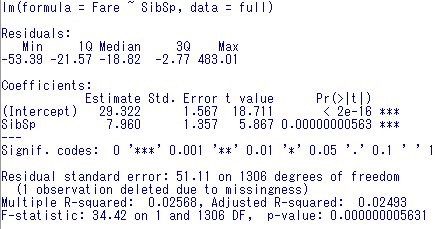 lm(formula = Fare ~ SibSp, data = full)
Residuals:
Min 1Q Median 3Q Max
-53.39 -21.57 -18.82 -2.77 483.01
Coefficients:
Estimate Std. Error t value Pr(>|t|)
(Intercept) 29.322 1.567 18.711 < 2e-16 ***
SibSp 7.960 1.357 5.867 0.00000000563 ***
---
Signif. codes: 0 '***' 0.001 '**' 0.01 '*' 0.05 '.' 0.1 ' ' 1
Residual standard error: 51.11 on 1306 degrees of freedom
(1 observation deleted due to missingness)
Multiple R-squared: 0.02568, Adjusted R-squared: 0.02493
F-statistic: 34.42 on 1 and 1306 DF, p-value: 0.000000005631